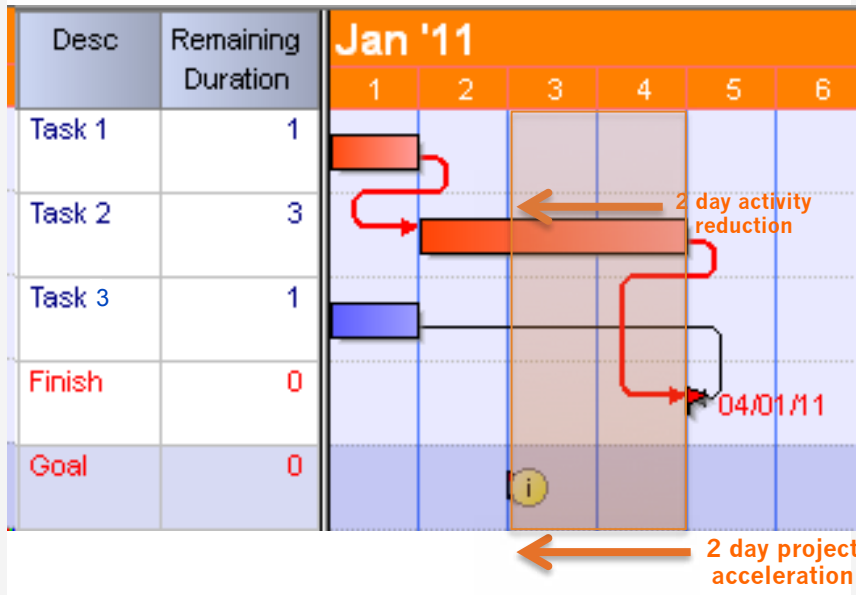 Desc
Remaining
Duration
Jan '11
1 2 3 4 5 6
Task 1 1
Task 2 3
2 day activity
reduction
Task 3 1
Finish 0
04/01/11
Goal 0
i
2 day project
acceleration